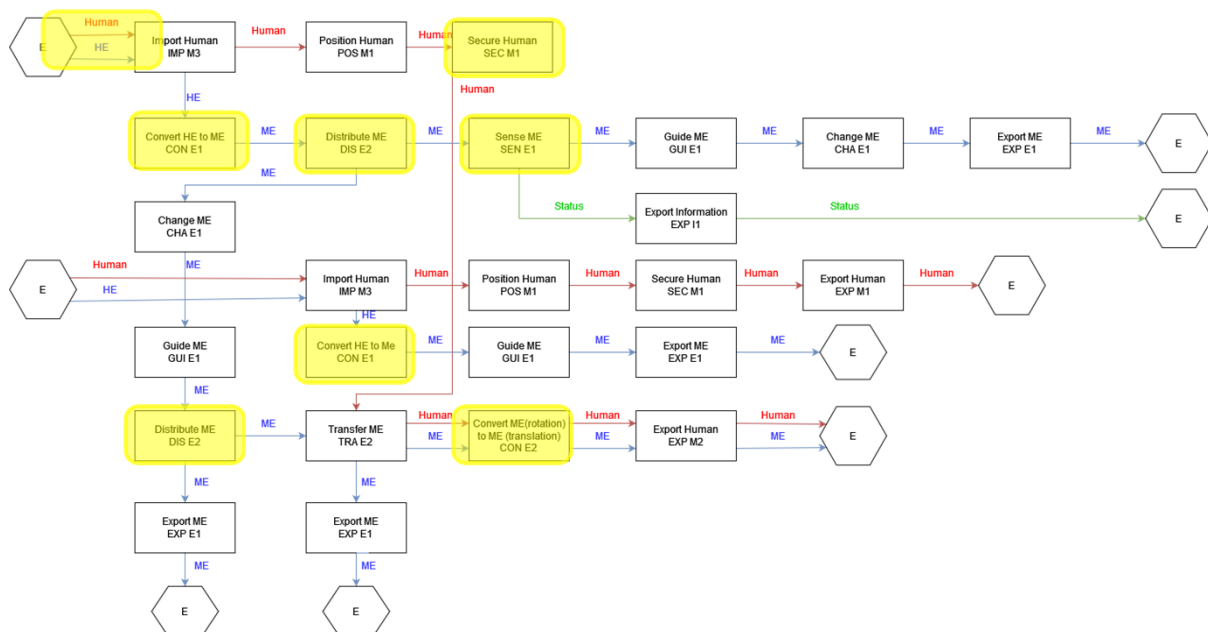 Human
E
HE
Import Human
IMP M3
Human
Position Human
POS M1
Human
Secure Human
SEC M1
HE
Human
Convert HE to ME
CON E1
ME
Distribute ME
DIS E2
ME
Sense ME
SEN E1
ME
Guide ME
GUI E1
ME
Change ME
CHA E1
ME
Export ME
EXP E1
ME
E
ME
Change ME
CHA E1
Status
Export Information
EXP I1
Status
E
ME
Human
E
HE
Import Human
IMP M3
Human
Position Human
POS M1
Human
Secure Human
SEC M1
Human
Export Human
EXP M1
Human
E
HE
Guide ME
GUI E1
Convert HE to Me
CON E1
ME
Guide ME
GUI E1
ME
Export ME
EXP E1
ME
E
ME
Distribute ME
DIS E2
ME
Transfer ME
TRA E2
Human
ME
Convert ME(rotation)
to ME (translation)
CON E2
Human
ME
Export Human
EXP M2
Human
ME
E
ME
ME
Export ME
EXP E1
Export ME
EXP E1
ME
ME
E
E